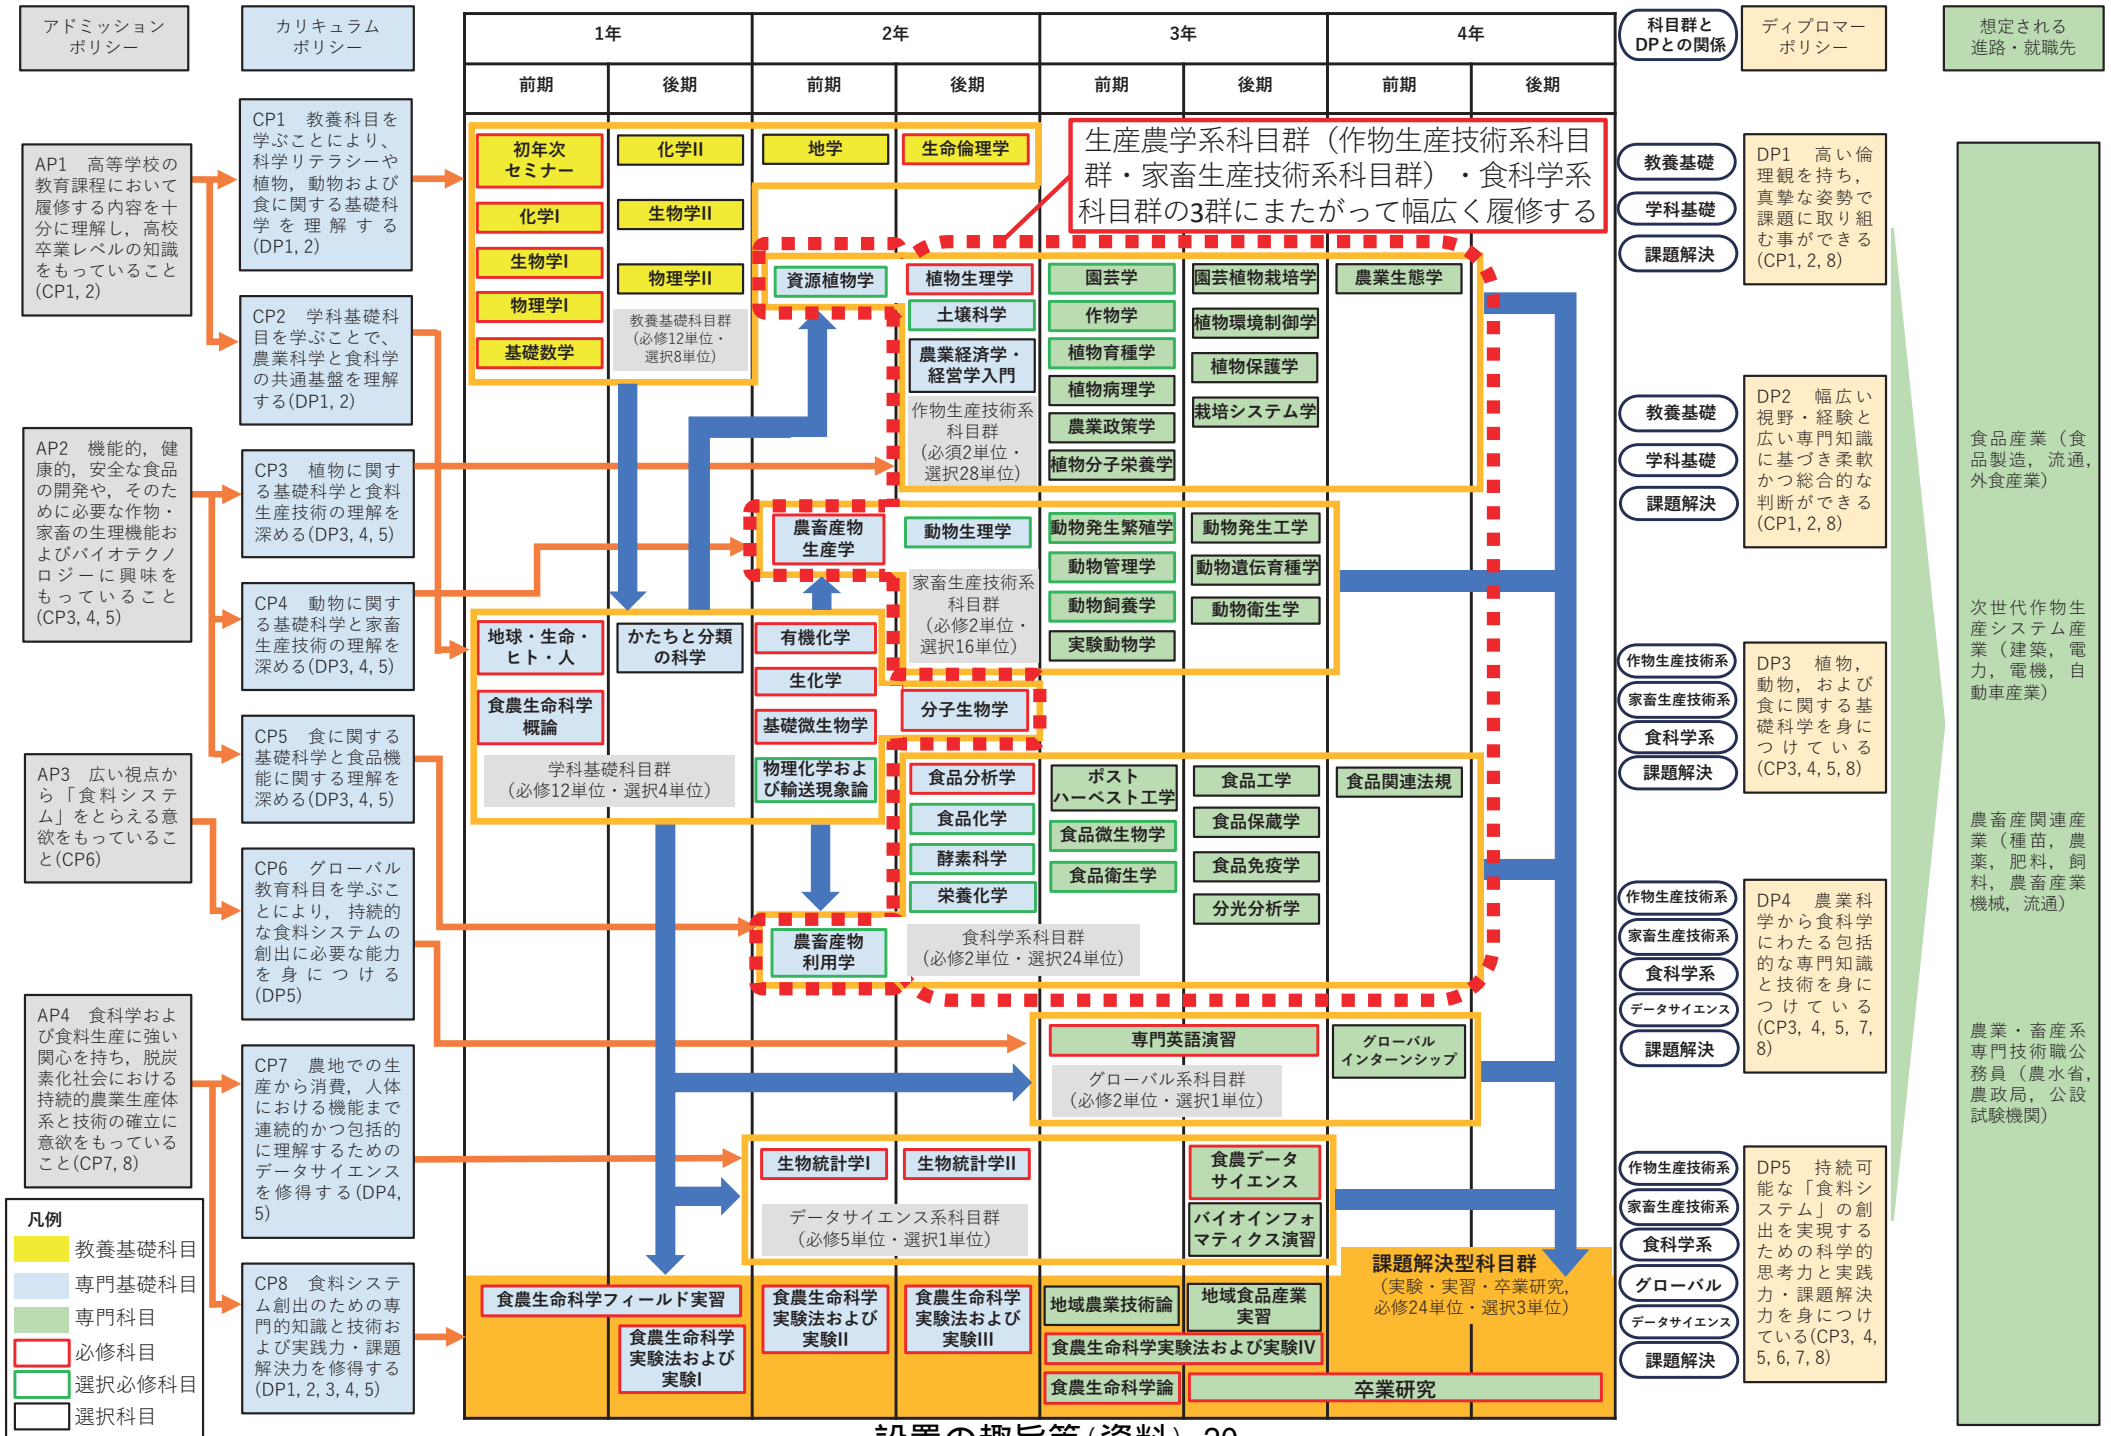 アドミッション
ポリシー
カリキュラム
ポリシー
1年
2年
3年
4年
前期
後期
前期
後期
前期
後期
前期
後期
科目群と
DPとの関係
ディプロマー
ポリシー
想定される
進路・就職先
AP1　高等学校の
教育課程において
履修する内容を十
分に理解し，高校
卒業レベルの知識
をもっていること
(CP1, 2)
AP2　機能的，健
康的，安全な食品
の開発や，そのた
めに必要な作物・
家畜の生理機能お
よびバイオテクノ
ロジーに興味を
もっていること
(CP3, 4, 5)
AP3　広い視点か
ら「食料システ
ム」をとらえる意
欲をもっているこ
と(CP6)
AP4　食科学およ
び食料生産に強い
関心を持ち，脱炭
素化社会における
持続的農業生産体
系と技術の確立に
意欲をもっている
こと(CP7, 8)
凡例
教養基礎科目
専門基礎科目
専門科目
必修科目
選択必修科目
選択科目
CP1　教養科目を
学ぶことにより、
科学リテラシーや
植物，動物および
食に関する基礎科
学を理解する
(DP1, 2)
CP2　学科基礎科
目を学ぶことで、
農業科学と食科学
の共通基盤を理解
する(DP1, 2)
CP3　植物に関す
る基礎科学と食料
生産技術の理解を
深める(DP3, 4, 5)
CP4　動物に関す
る基礎科学と家畜
生産技術の理解を
深める(DP3, 4, 5)
CP5　食に関する
基礎科学と食品機
能に関する理解を
深める(DP3, 4, 5)
CP6　グローバル
教育科目を学ぶこ
とにより，持続的
な食料システムの
創出に必要な能力
を身につける
(DP5)
CP7　農地での生
産から消費，人体
における機能まで
連続的かつ包括的
に理解するための
データサイエンス
を修得する(DP4,
5)
CP8　食料システ
ム創出のための専
門的知識と技術お
よび実践力・課題
解決力を修得する
(DP1, 2, 3, 4, 5)
初年次
セミナー
化学I
生物学I
物理学I
基礎数学
化学II
生物学II
物理学II
教養基礎科目群
(必修12単位・
選択8単位)
地学
生命倫理学
生産農学系科目群（作物生産技術系科目
群・家畜生産技術系科目群）・食科学系
科目群の3群にまたがって幅広く履修する
資源植物学
植物生理学
土壌科学
農業経済学・
経営学入門
作物生産技術系
科目群
(必須2単位・
選択28単位)
園芸学
作物学
植物育種学
植物病理学
農業政策学
植物分子栄養学
園芸植物栽培学
植物環境制御学
植物保護学
栽培システム学
農業生態学
農畜産物
生産学
動物生理学
家畜生産技術系
科目群
(必修2単位・
選択16単位)
動物発生繁殖学
動物管理学
動物飼養学
実験動物学
動物発生工学
動物遺伝育種学
動物衛生学
地球・生命・
ヒト・人
食農生命科学
概論
かたちと分類
の科学
学科基礎科目群
(必修12単位・選択4単位)
有機化学
生化学
基礎微生物学
物理化学およ
び輸送現象論
分子生物学
食品分析学
食品化学
酵素科学
栄養化学
農畜産物
利用学
食科学系科目群
(必修2単位・選択24単位)
ポスト
ハーベスト工学
食品微生物学
食品衛生学
食品工学
食品保蔵学
食品免疫学
分光分析学
食品関連法規
専門英語演習
グローバル
インターンシップ
グローバル系科目群
(必修2単位・選択1単位)
生物統計学I
生物統計学II
データサイエンス系科目群
(必修5単位・選択1単位)
食農データ
サイエンス
バイオインフォ
マティクス演習
課題解決型科目群
(実験・実習・卒業研究,
必修24単位・選択3単位)
食農生命科学フィールド実習
食農生命科学
実験法および
実験I
食農生命科学
実験法および
実験II
食農生命科学
実験法および
実験III
地域農業技術論
地域食品産業
実習
食農生命科学実験法および実験IV
食農生命科学論
卒業研究
教養基礎
学科基礎
課題解決
教養基礎
学科基礎
課題解決
作物生産技術系
家畜生産技術系
食科学系
課題解決
作物生産技術系
家畜生産技術系
食科学系
データサイエンス
課題解決
作物生産技術系
家畜生産技術系
食科学系
グローバル
データサイエンス
課題解決
DP1　高い倫
理観を持ち，
真摯な姿勢で
課題に取り組
む事ができる
(CP1, 2, 8)
DP2　幅広い
視野・経験と
広い専門知識
に基づき柔軟
かつ総合的な
判断ができる
(CP1, 2, 8)
DP3　植物，
動物，および
食に関する基
礎科学を身に
つけている
(CP3, 4, 5, 8)
DP4　農業科
学から食科学
にわたる包括
的な専門知識
と技術を身に
つけている
(CP3, 4, 5, 7,
8)
DP5　持続可
能な「食料シ
ステム」の創
出を実現する
ための科学的
思考力と実践
力・課題解決
力を身につけ
ている(CP3, 4,
5, 6, 7, 8)
食品産業（食
品製造，流通，
外食産業）
次世代作物生
産システム産
業（建築，電
力，電機，自
動車産業）
農畜産関連産
業（種苗，農
薬，肥料，飼
料，農畜産業
機械，流通）
農業・畜産系
専門技術職公
務員（農水省，
農政局，公設
試験機関）
設置の趣旨等(資料)-20